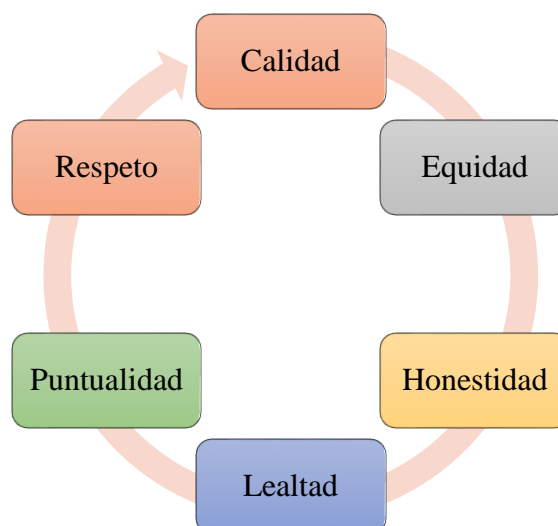 Calidad
Equidad
Honestidad
Lealtad
Puntualidad
Respeto